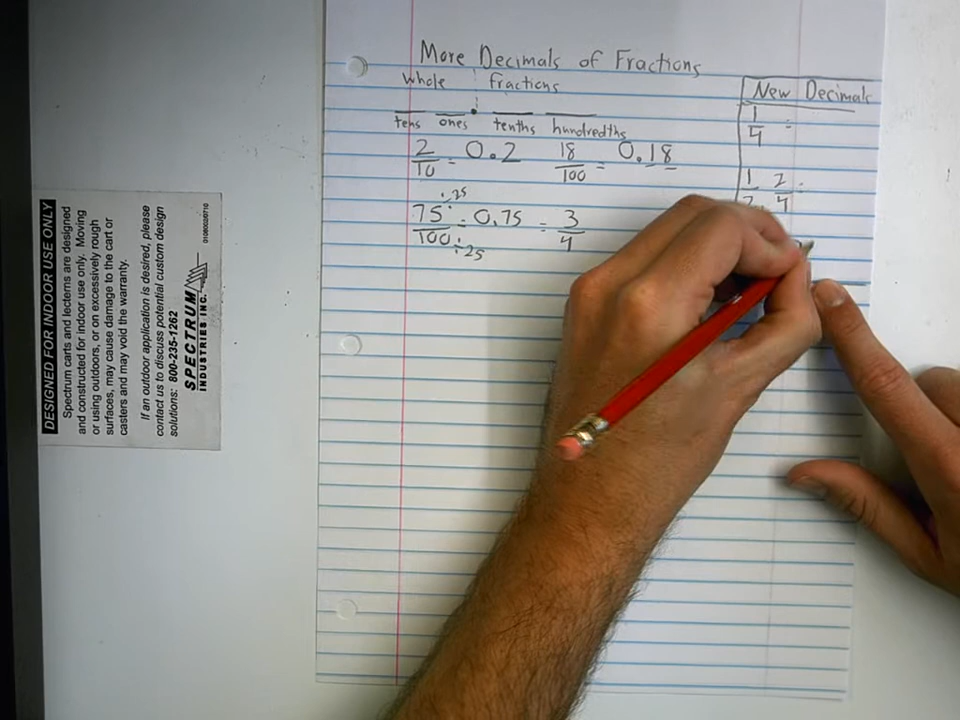 More Decimals of Fractions
Whole fractions
tens ones . tenths hundredths
2/10 = 0.2 18/100 = 0.18
÷25
75/100 = 0.75 = 3/4
÷25
New Decimals
1/4 =
1/2, 2/4 =
DESIGNED FOR INDOOR USE ONLY
Spectrum carts and lecterns are designed
and constructed for indoor use only. Moving
or using outdoors, or on excessively rough
surfaces, may cause damage to the cart or
casters and may void the warranty.
If an outdoor application is desired, please
contact us to discuss potential custom design
solutions: 800-235-1262
SPECTRUM
INDUSTRIES INC.